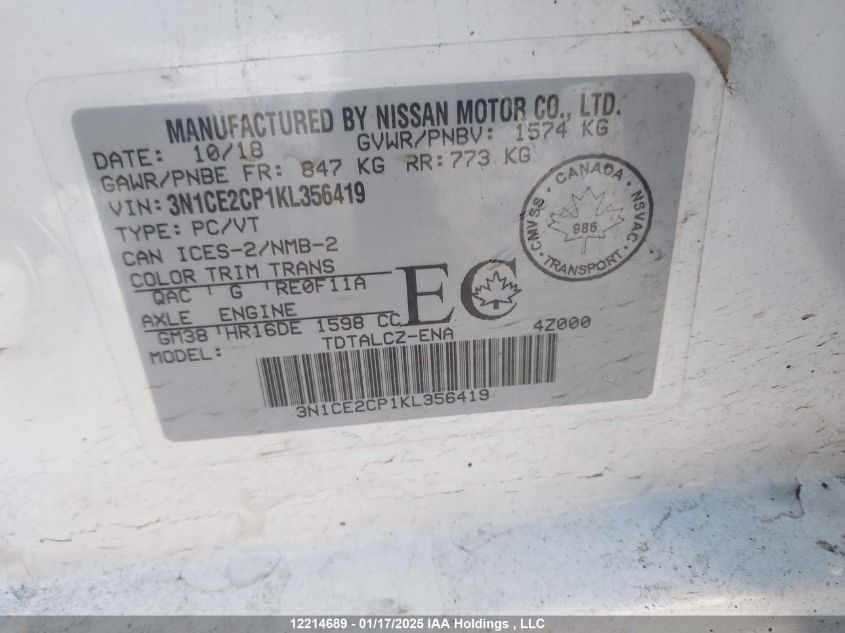 MANUFACTURED BY NISSAN MOTOR CO., LTD.
DATE: 10/18 GVWR/PNBV: 1574 KG
GAWR/PNBE FR: 847 KG RR: 773 KG
VIN: 3N1CE2CP1KL356419
TYPE: PC/VT
CAN ICES-2/NMB-2
COLOR TRIM TRANS
QAC G RE0F11A
AXLE ENGINE
GM38 HR16DE 1598 CC
MODEL: TDTALCZ-ENA 4Z000
3N1CE2CP1KL356419
EC
CANADA
CMVSS NSVAC
986
TRANSPORT
12214689 - 01/17/2025 IAA Holdings , LLC